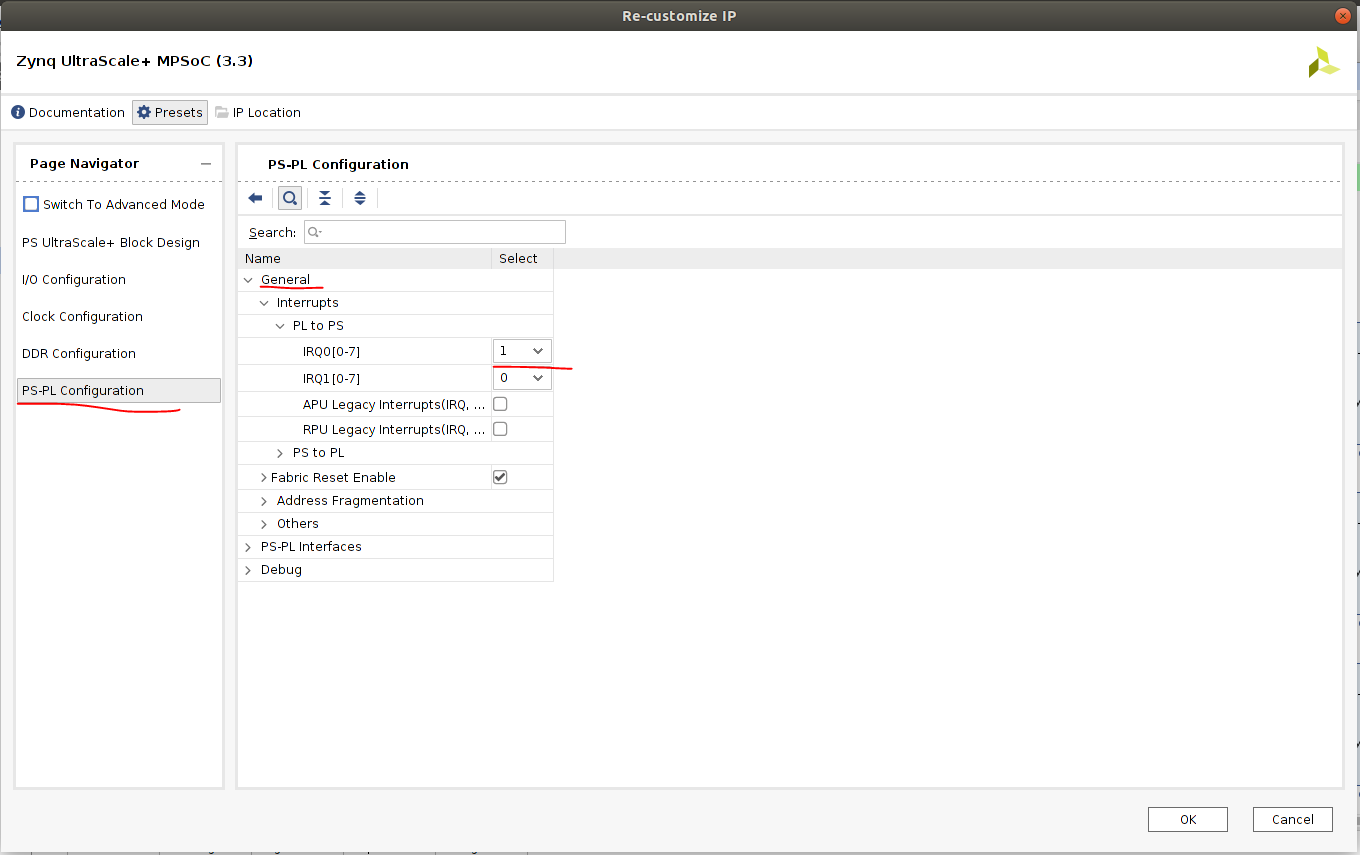 Re-customize IP
Zynq UltraScale+ MPSoC (3.3)
Documentation Presets IP Location
Page Navigator
Switch To Advanced Mode
PS UltraScale+ Block Design
I/O Configuration
Clock Configuration
DDR Configuration
PS-PL Configuration
PS-PL Configuration
Search:
Name Select
General
Interrupts
PL to PS
IRQ0[0-7] 1
IRQ1[0-7] 0
APU Legacy Interrupts(IRQ, ...
RPU Legacy Interrupts(IRQ, ...
PS to PL
Fabric Reset Enable
Address Fragmentation
Others
PS-PL Interfaces
Debug
OK Cancel